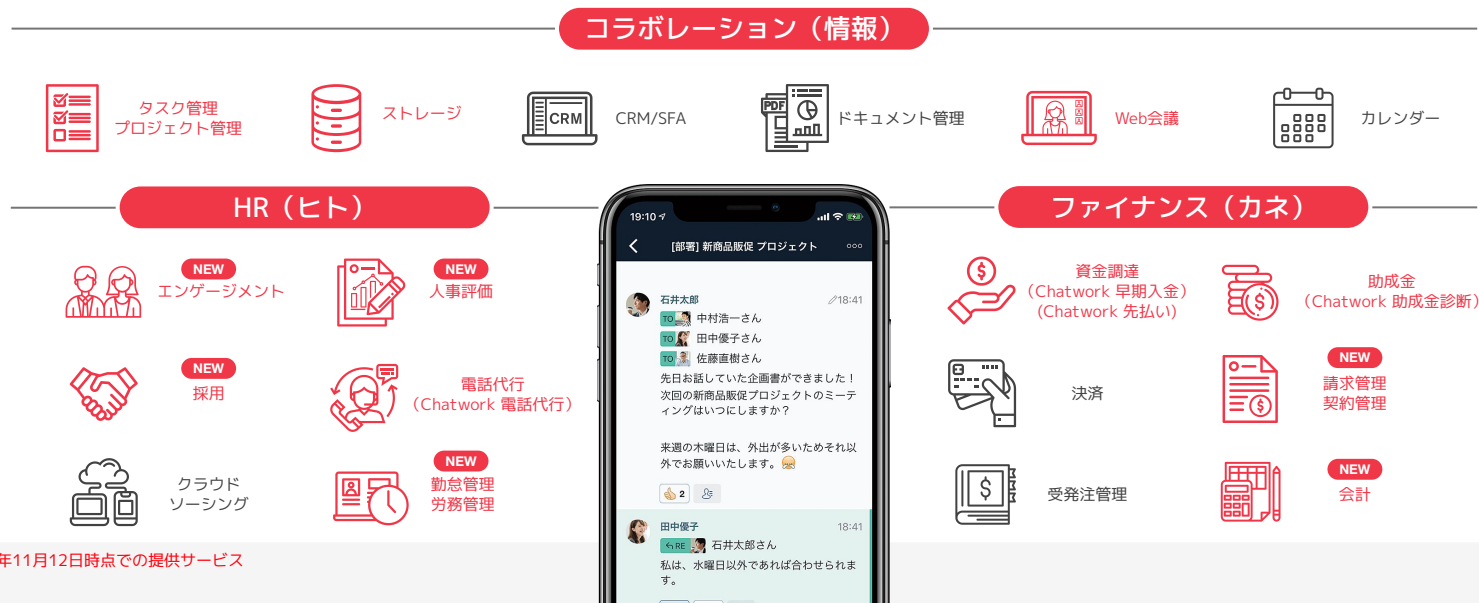 コラボレーション（情報）
タスク管理
プロジェクト管理
ストレージ
CRM
CRM/SFA
PDF
ドキュメント管理
Web会議
カレンダー
HR（ヒト）
NEW
エンゲージメント
NEW
人事評価
NEW
採用
電話代行
（Chatwork 電話代行）
クラウド
ソーシング
NEW
勤怠管理
労務管理
19:10
[部署] 新商品販促 プロジェクト
石井太郎
18:41
TO 中村浩一さん
TO 田中優子さん
TO 佐藤直樹さん
先日お話していた企画書ができました！
次回の新商品販促プロジェクトのミーテ
ィングはいつにしますか？
来週の木曜日は、外出が多いためそれ以
外でお願いいたします。
2
田中優子
18:41
RE 石井太郎さん
私は、水曜日以外であれば合わせられま
す。
ファイナンス（カネ）
$
資金調達
（Chatwork 早期入金）
(Chatwork 先払い)
$
助成金
（Chatwork 助成金診断）
決済
$
NEW
請求管理
契約管理
$
受発注管理
NEW
会計
年11月12日時点での提供サービス